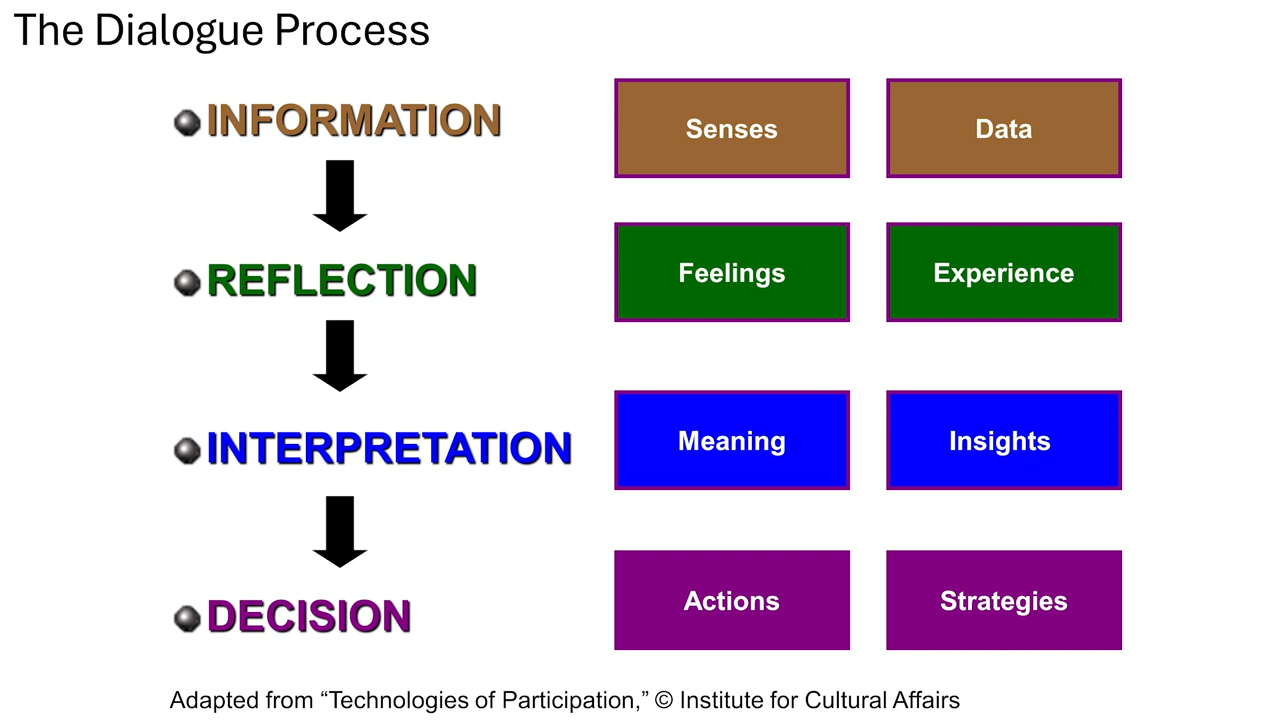 The Dialogue Process
INFORMATION
Senses
Data
REFLECTION
Feelings
Experience
INTERPRETATION
Meaning
Insights
DECISION
Actions
Strategies
Adapted from “Technologies of Participation,” © Institute for Cultural Affairs